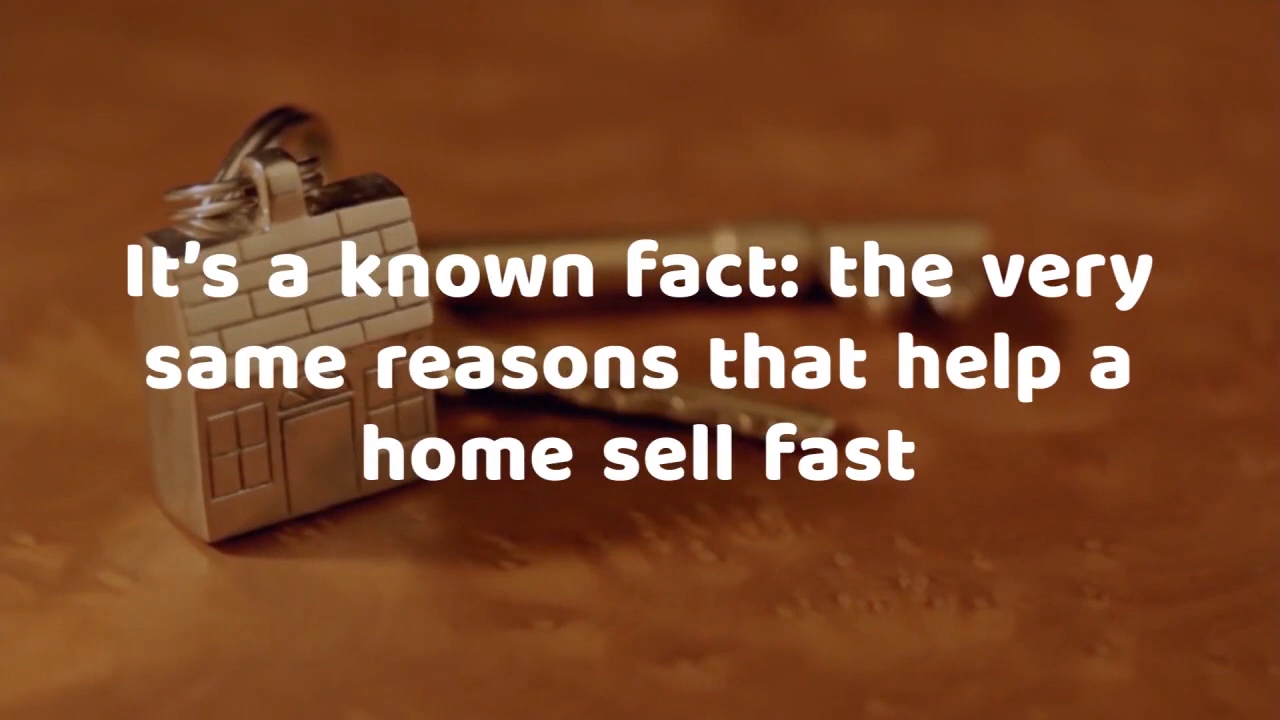 It’s a known fact: the very
same reasons that help a
home sell fast